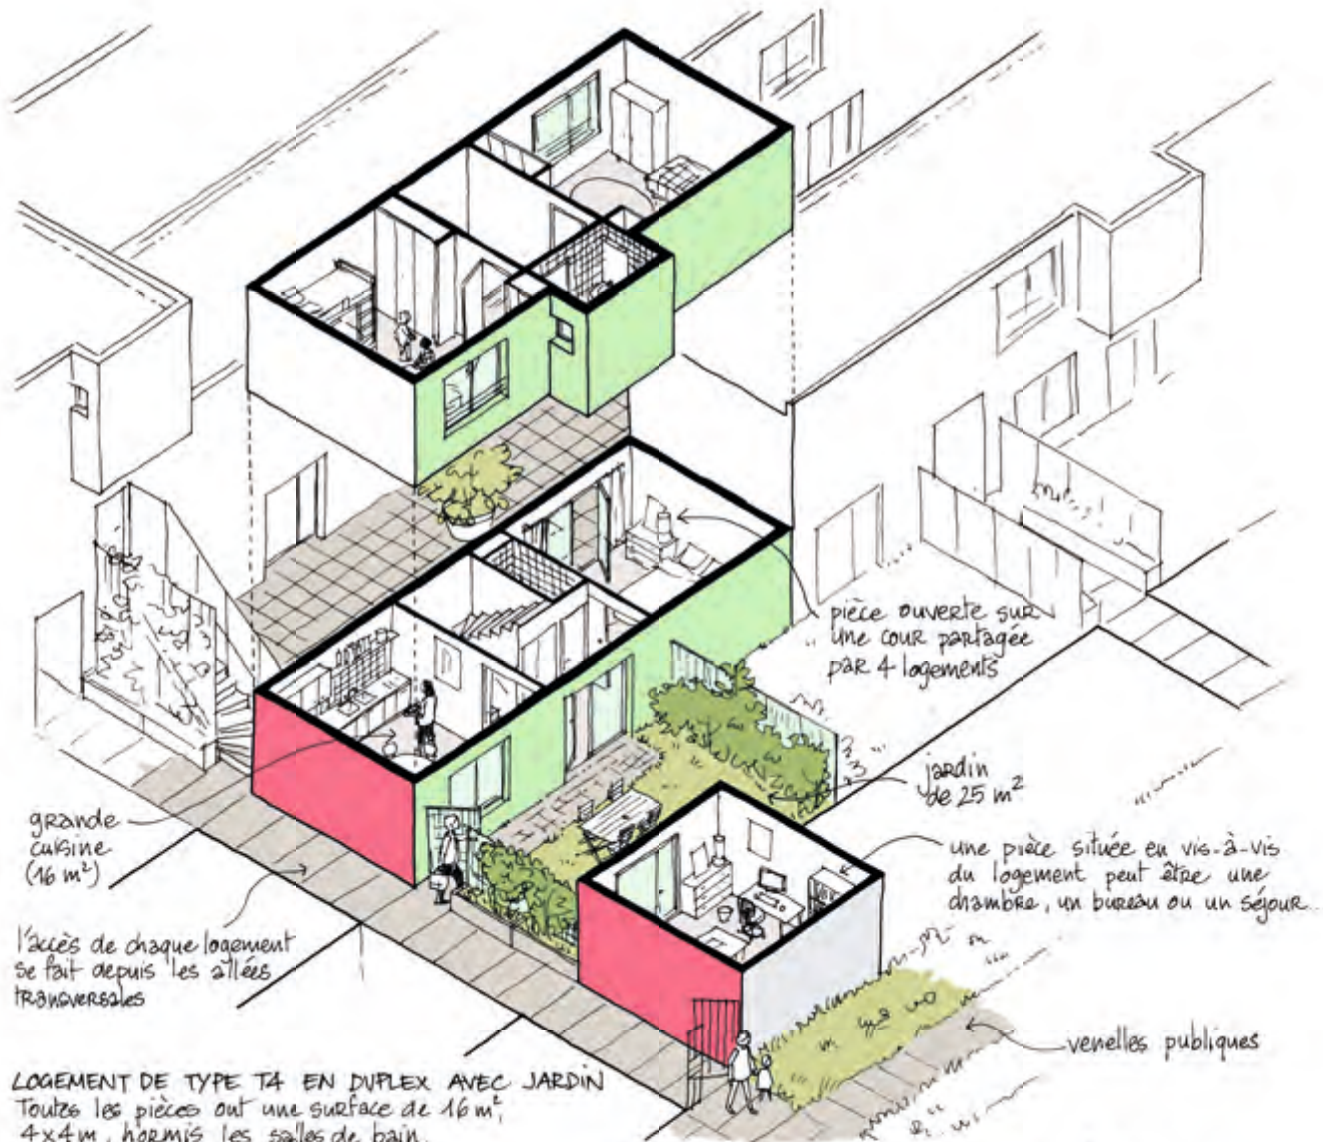 pièce ouverte sur
une cour partagée
par 4 logements
jardin
de 25 m²
grande
cuisine
(16 m²)
une pièce située en vis-à-vis
du logement peut être une
chambre, un bureau ou un séjour
l'accès de chaque logement
se fait depuis les allées
transversales
venelles publiques
LOGEMENT DE TYPE T4 EN DUPLEX AVEC JARDIN
Toutes les pièces ont une surface de 16 m²,
4x4m, hormis les salles de bain.